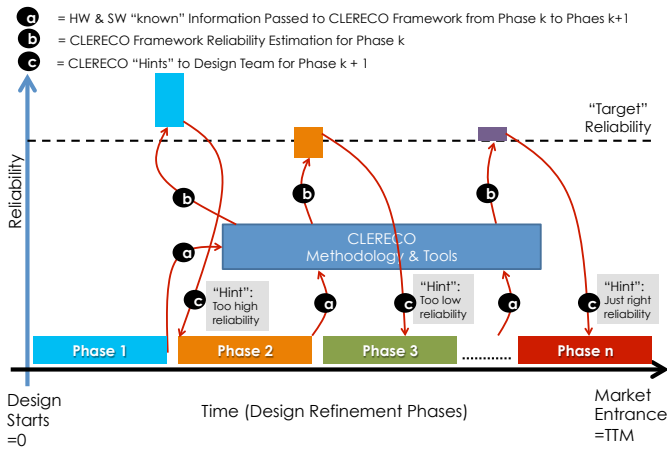 a = HW & SW “known” Information Passed to CLERECO Framework from Phase k to Phaes k+1
b = CLERECO Framework Reliability Estimation for Phase k
c = CLERECO “Hints” to Design Team for Phase k + 1
“Target”
Reliability
Reliability
b
b
b
CLERECO
Methodology & Tools
a
“Hint”:
Too high
reliability
c
a
“Hint”:
Too low
reliability
c
a
“Hint”:
Just right
reliability
c
Phase 1
Phase 2
Phase 3
..........
Phase n
Design
Starts
=0
Time (Design Refinement Phases)
Market
Entrance
=TTM